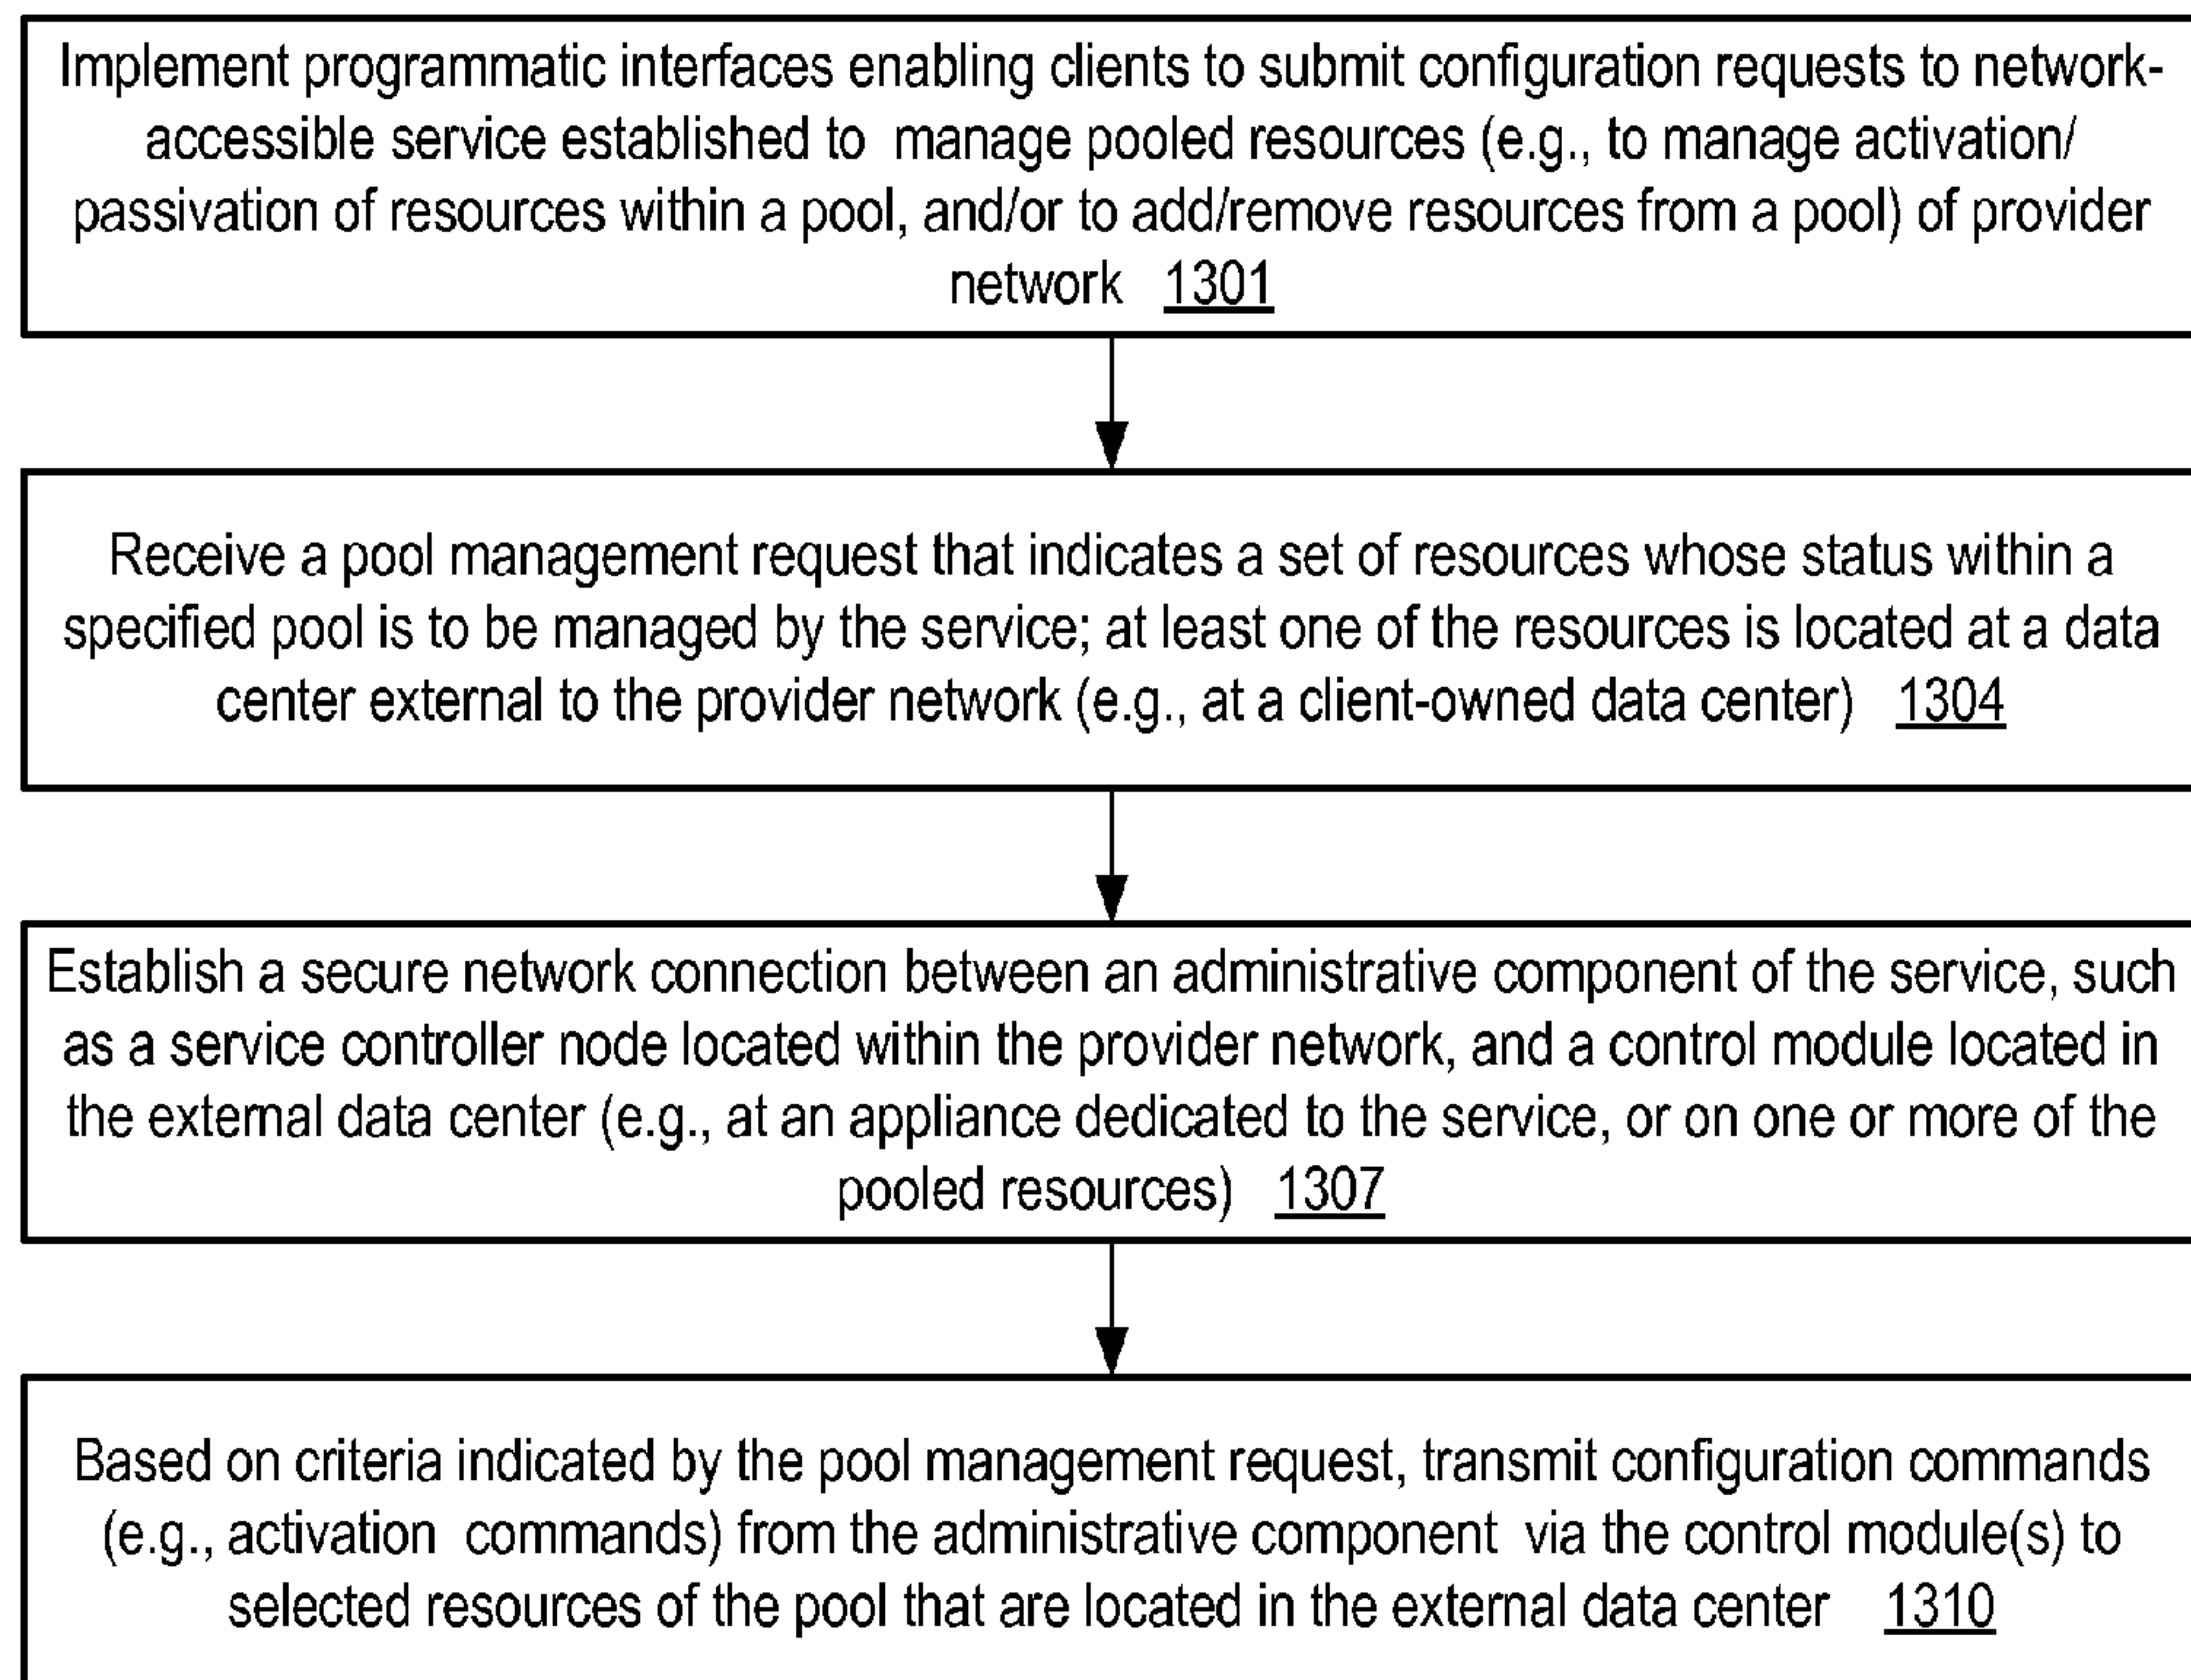 Implement programmatic interfaces enabling clients to submit configuration requests to network-
accessible service established to manage pooled resources (e.g., to manage activation/
passivation of resources within a pool, and/or to add/remove resources from a pool) of provider
network 1301
Receive a pool management request that indicates a set of resources whose status within a
specified pool is to be managed by the service; at least one of the resources is located at a data
center external to the provider network (e.g., at a client-owned data center) 1304
Establish a secure network connection between an administrative component of the service, such
as a service controller node located within the provider network, and a control module located in
the external data center (e.g., at an appliance dedicated to the service, or on one or more of the
pooled resources) 1307
Based on criteria indicated by the pool management request, transmit configuration commands
(e.g., activation commands) from the administrative component via the control module(s) to
selected resources of the pool that are located in the external data center 1310